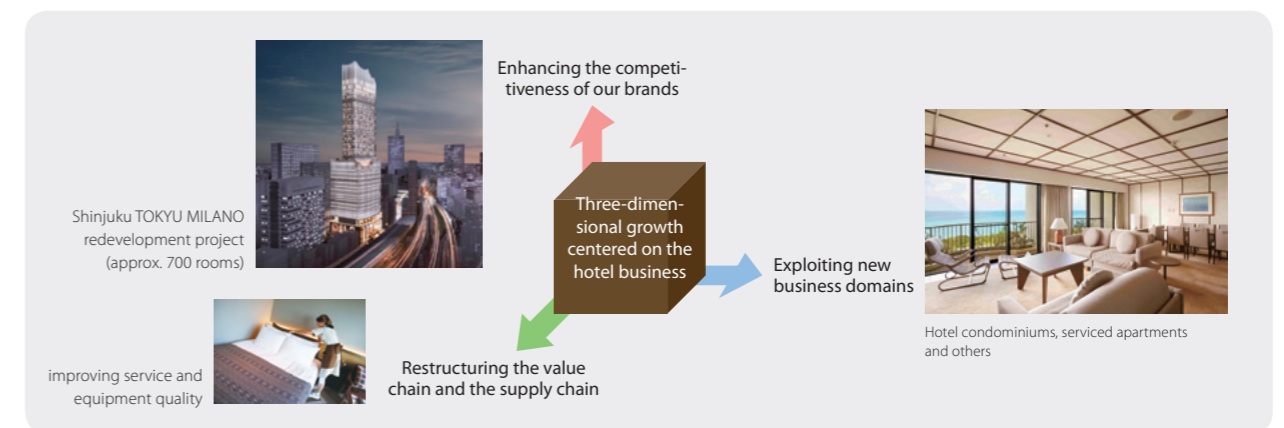 Enhancing the competi-
tiveness of our brands
Shinjuku TOKYU MILANO
redevelopment project
(approx. 700 rooms)
Three-dimen-
sional growth
centered on the
hotel business
Exploiting new
business domains
Hotel condominiums, serviced apartments
and others
improving service and
equipment quality
Restructuring the value
chain and the supply chain